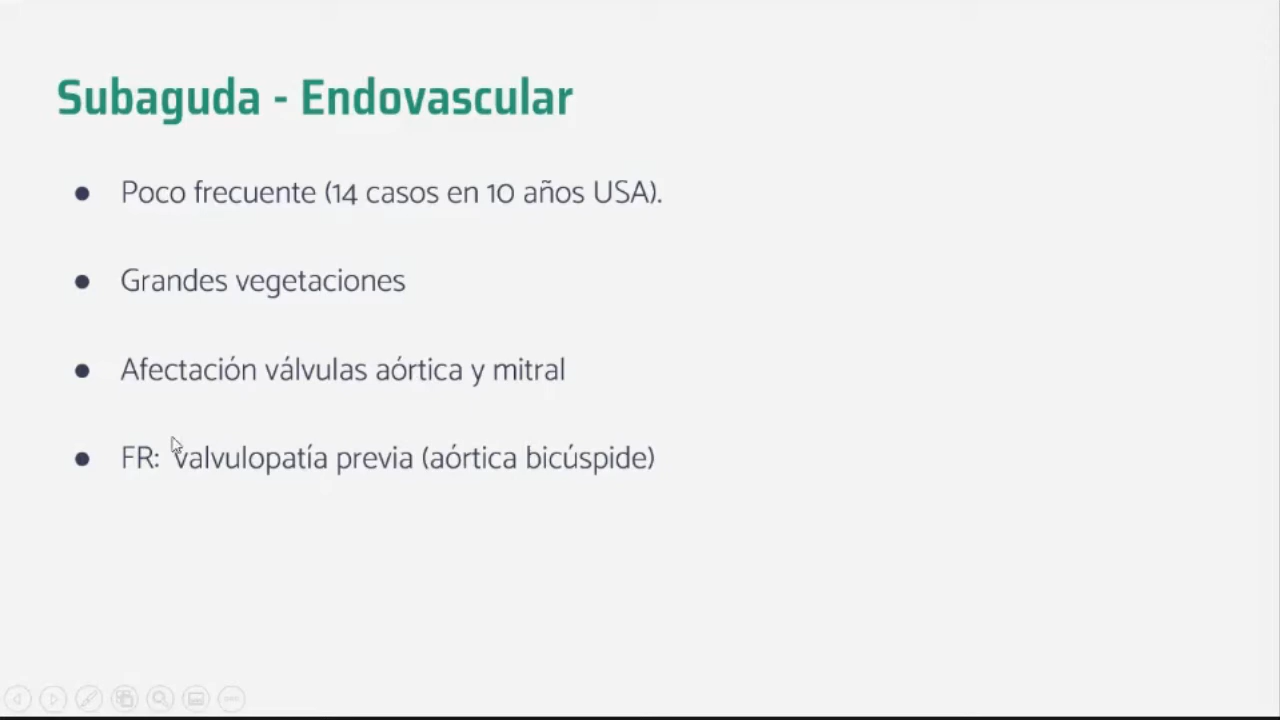 Subaguda - Endovascular
● Poco frecuente (14 casos en 10 años USA).
● Grandes vegetaciones
● Afectación válvulas aórtica y mitral
● FR: valvulopatía previa (aórtica bicúspide)